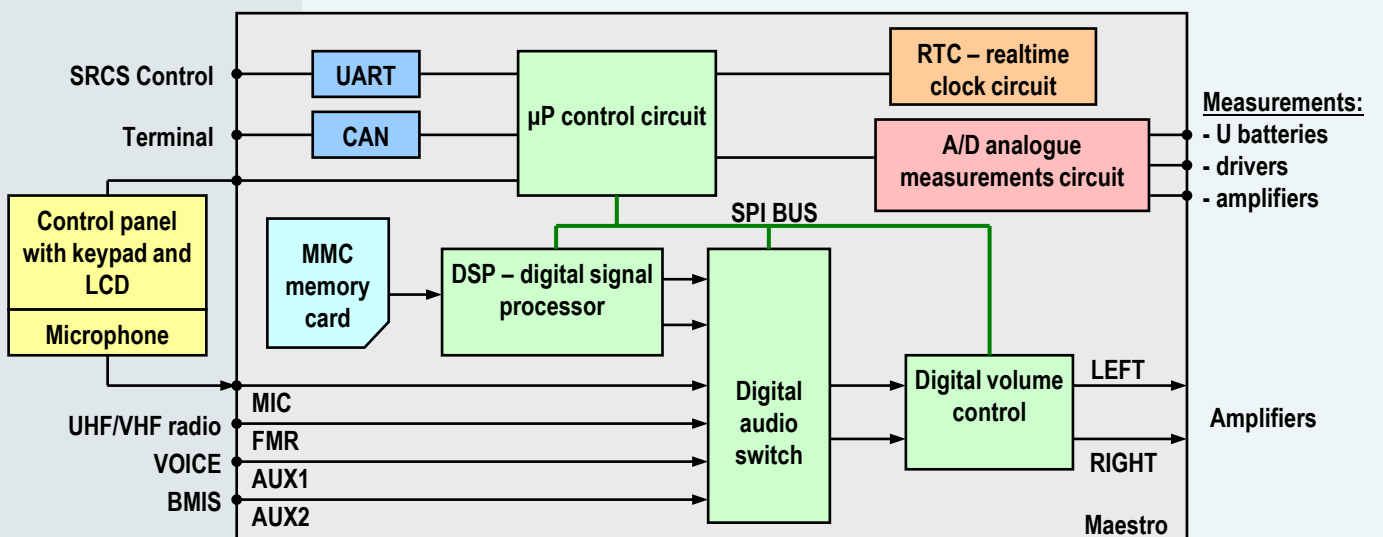 SRCS Control
UART
µP control circuit
RTC – realtime
clock circuit
Measurements:
- U batteries
- drivers
- amplifiers
Terminal
CAN
A/D analogue
measurements circuit
Control panel
with keypad and
LCD
Microphone
SPI BUS
MMC
memory
card
DSP – digital signal
processor
Digital
audio
switch
Digital volume
control
LEFT
RIGHT
Amplifiers
MIC
UHF/VHF radio
FMR
VOICE
AUX1
BMIS
AUX2
Maestro